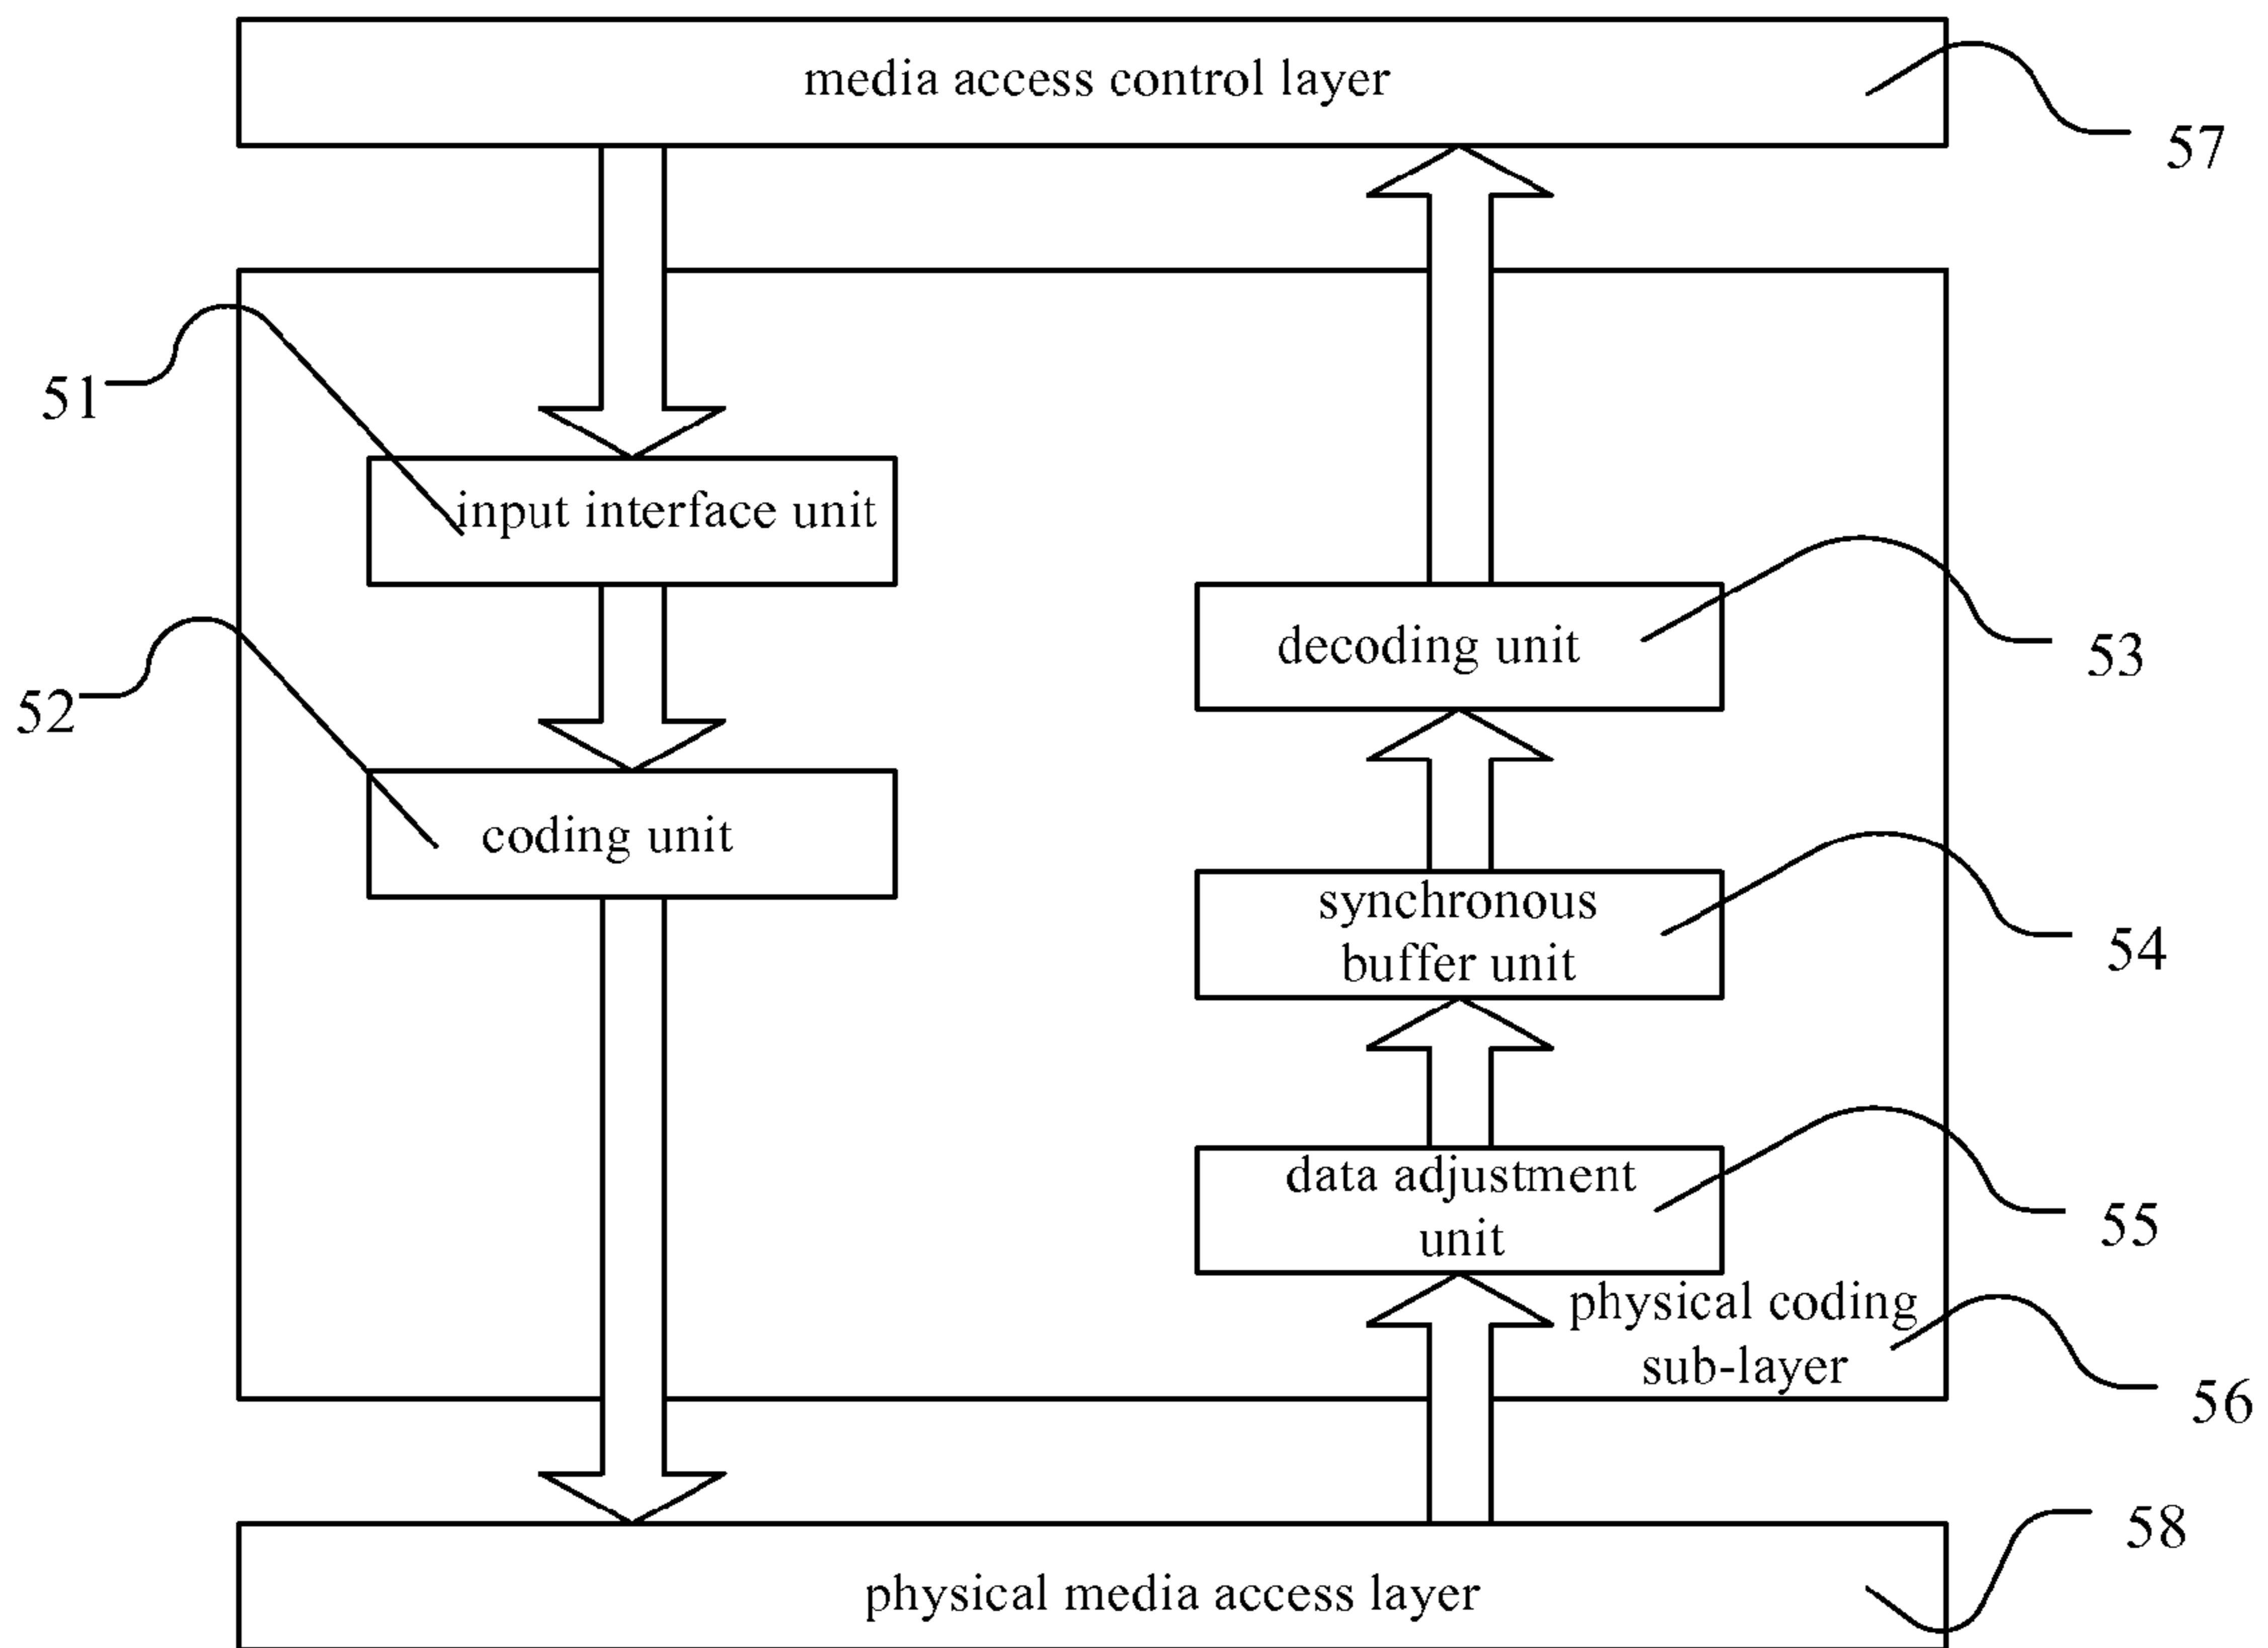 media access control layer
57
51
input interface unit
decoding unit
53
52
coding unit
synchronous
buffer unit
54
data adjustment
unit
55
physical coding
sub-layer
56
physical media access layer
58